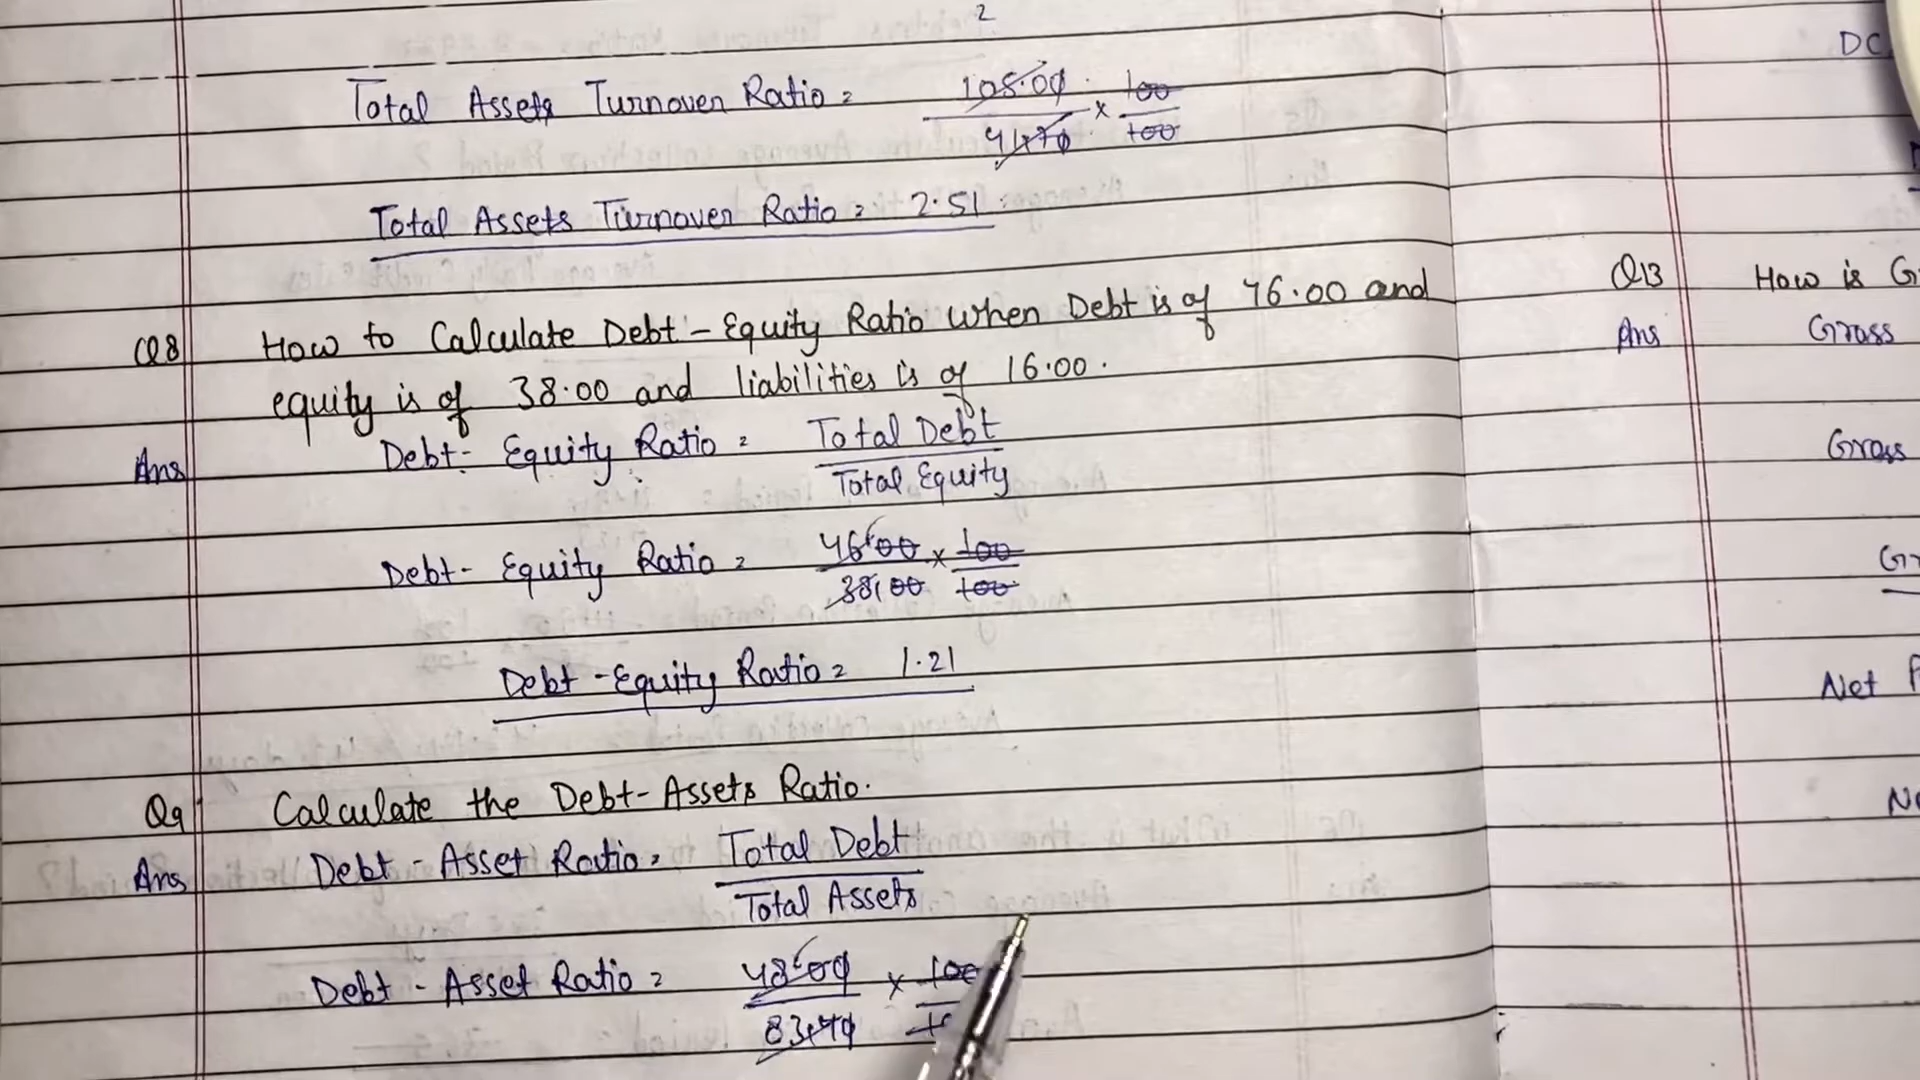 2
Total Assets Turnover Ratio = 105.00 / 41.70 × 100 / 100
Total Assets Turnover Ratio = 2.51
Q8 How to Calculate Debt-Equity Ratio when Debt is of 46.00 and
equity is of 38.00 and liabilities is of 16.00.
Ans Debt-Equity Ratio = Total Debt / Total Equity
Debt-Equity Ratio = 46.00 / 38.00 × 100 / 100
Debt-Equity Ratio = 1.21
Q9 Calculate the Debt-Assets Ratio.
Ans Debt-Asset Ratio = Total Debt / Total Assets
Debt-Asset Ratio = 48.00 / 83.40 ×
DC
Q13 How is
Ans Gross
Gross
Net